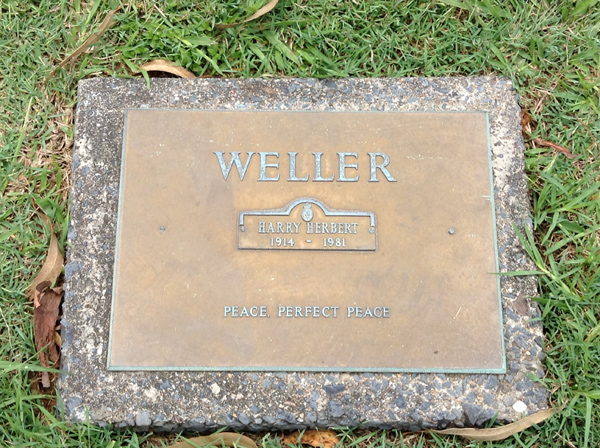 WELLER
HARRY HERBERT
1914 - 1981
PEACE, PERFECT PEACE